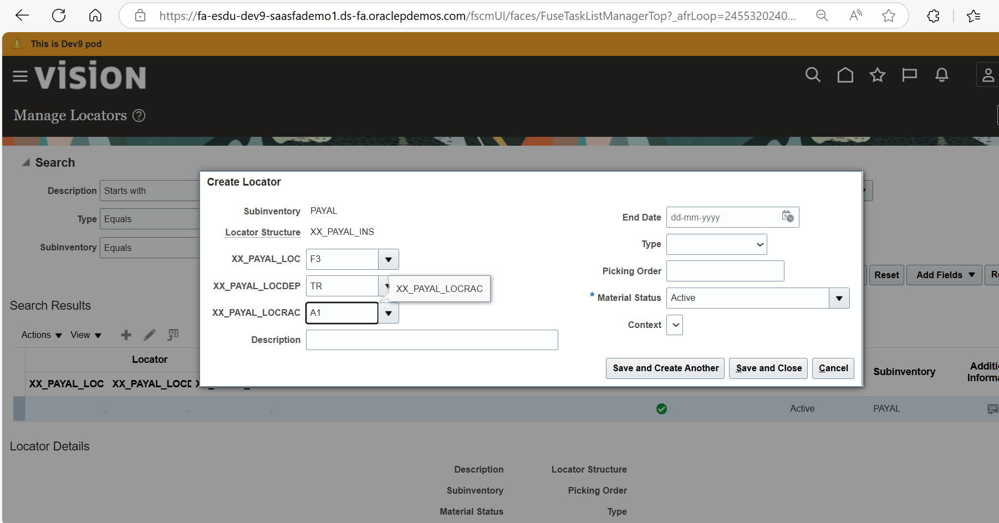 https://fa-esdu-dev9-saasfademo1.ds-fa.oraclepdemos.com/fscmUI/faces/FuseTaskListManagerTop?_afrLoop=2455320240...
This is Dev9 pod
VISION
Manage Locators
Search
Description Starts with
Type Equals
Subinventory Equals
Create Locator
Subinventory PAYAL
Locator Structure XX_PAYAL_INS
XX_PAYAL_LOC F3
XX_PAYAL_LOCDEP TR
XX_PAYAL_LOCRAC
XX_PAYAL_LOCRAC A1
Description
End Date dd-mm-yyyy
Type
Picking Order
* Material Status Active
Context
Save and Create Another Save and Close Cancel
Reset Add Fields
Search Results
Actions View
Locator
XX_PAYAL_LOC
Subinventory
Active PAYAL
Locator Details
Description Locator Structure
Subinventory Picking Order
Material Status Type